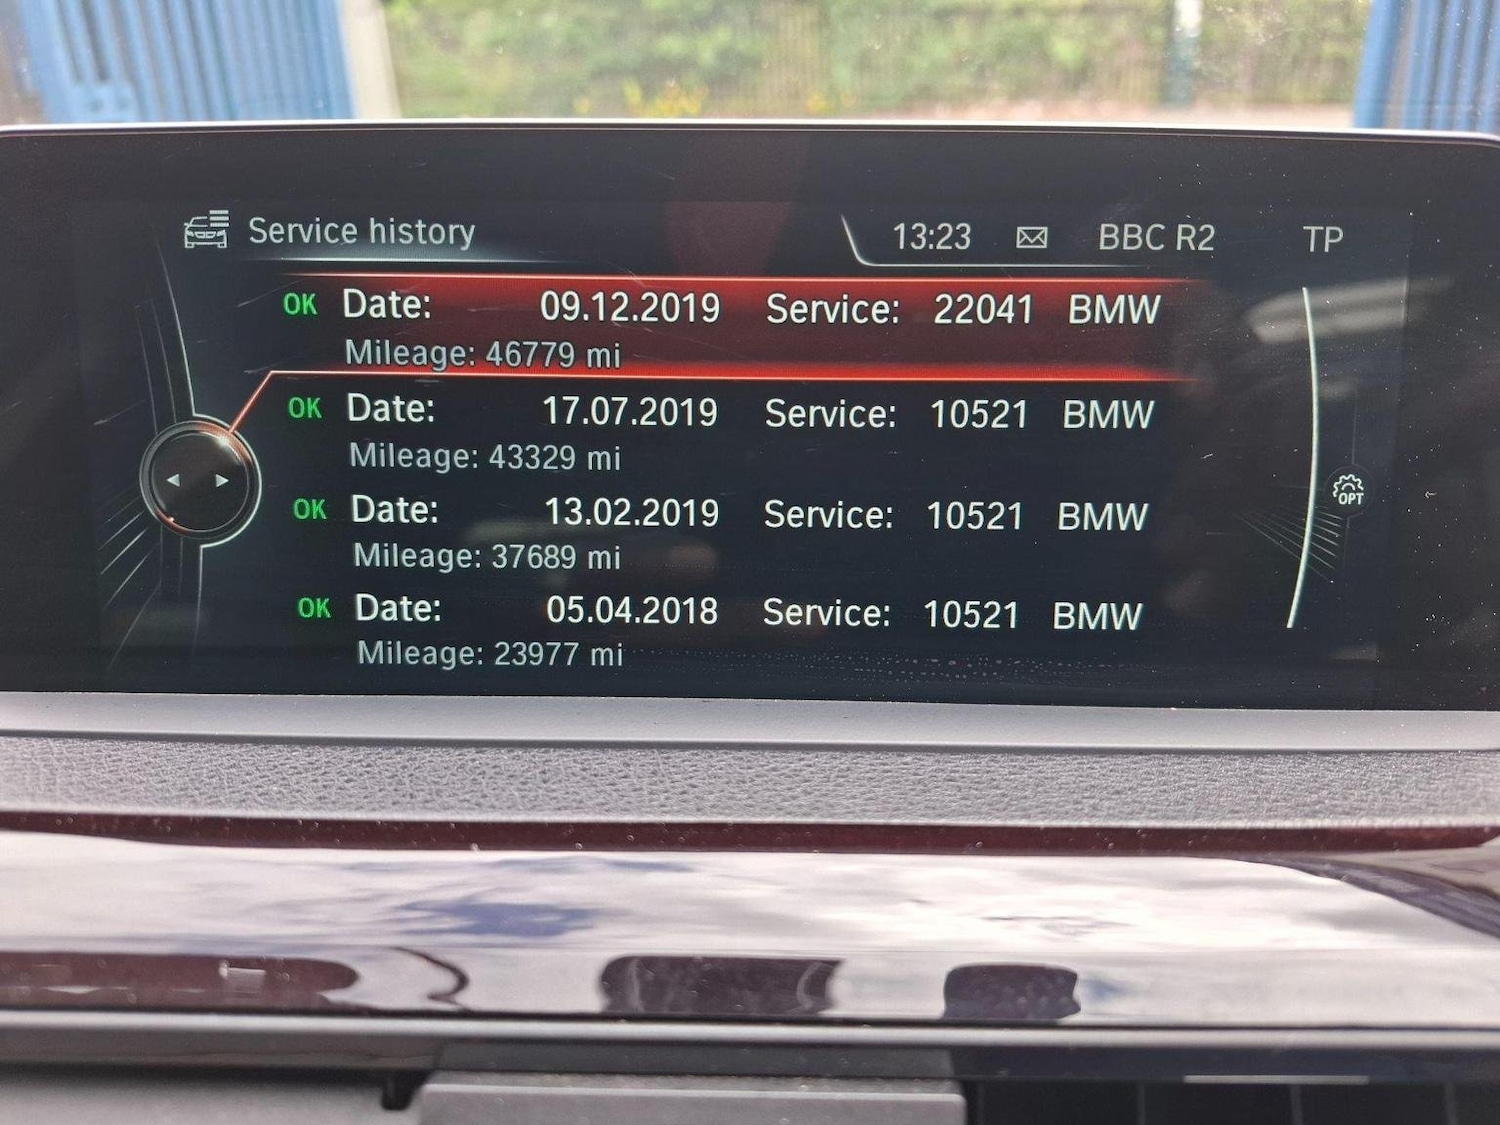 Service history 13:23 BBC R2 TP
OK Date: 09.12.2019 Service: 22041 BMW
Mileage: 46779 mi
OK Date: 17.07.2019 Service: 10521 BMW
Mileage: 43329 mi
OK Date: 13.02.2019 Service: 10521 BMW
Mileage: 37689 mi
OPT
OK Date: 05.04.2018 Service: 10521 BMW
Mileage: 23977 mi